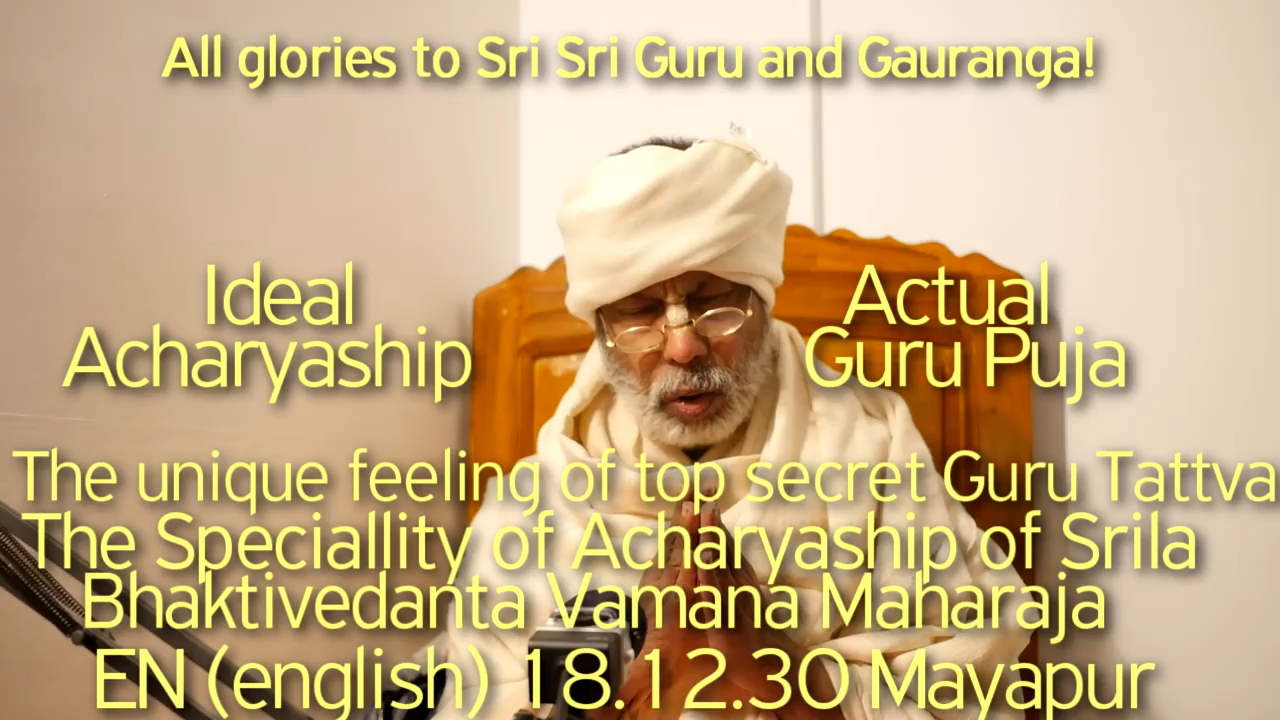 All glories to Sri Sri Guru and Gauranga!
Ideal
Acharyaship
Actual
Guru Puja
The unique feeling of top secret Guru Tattva
The Speciallity of Acharyaship of Srila
Bhaktivedanta Vamana Maharaja
EN (english) 18.12.30 Mayapur